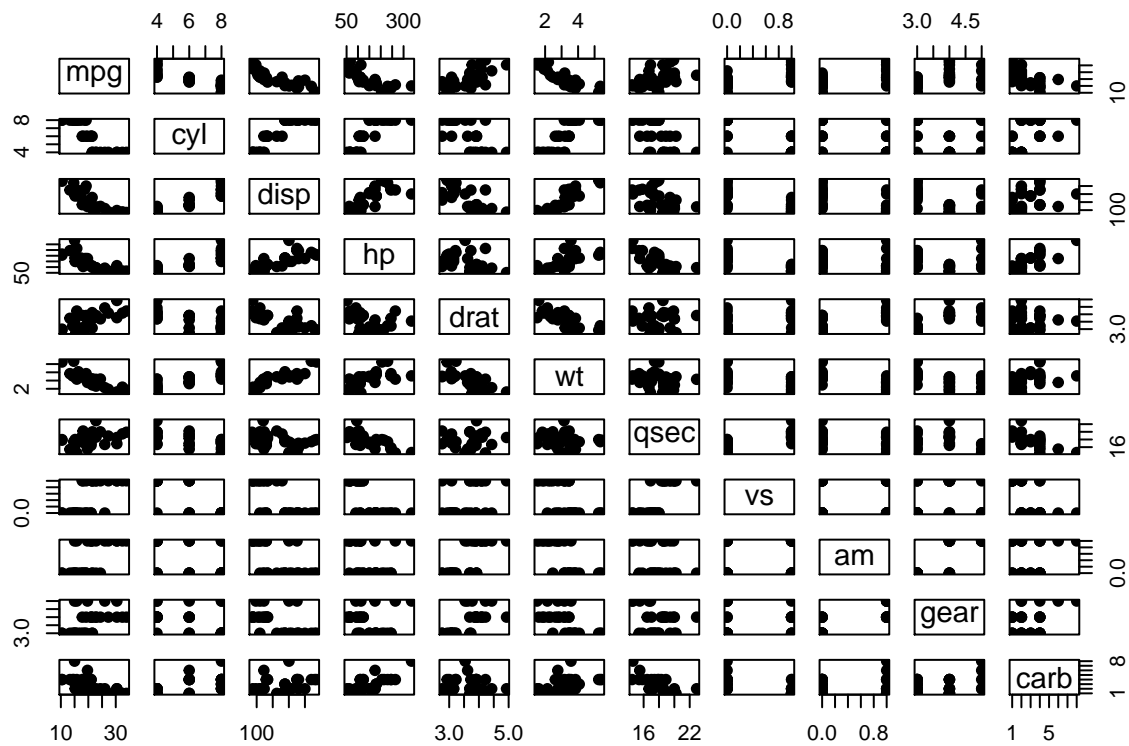 4 6 8 50 300 2 4 0.0 1.0 3.0 4.5
mpg 10
8 4 cyl
disp 100
50 hp
drat 3.0
2 wt
qsec 16
0.0 vs
am 0.0
3.0 gear
carb 1 8
10 30 100 3.0 5.0 16 22 0.0 0.8 1 5